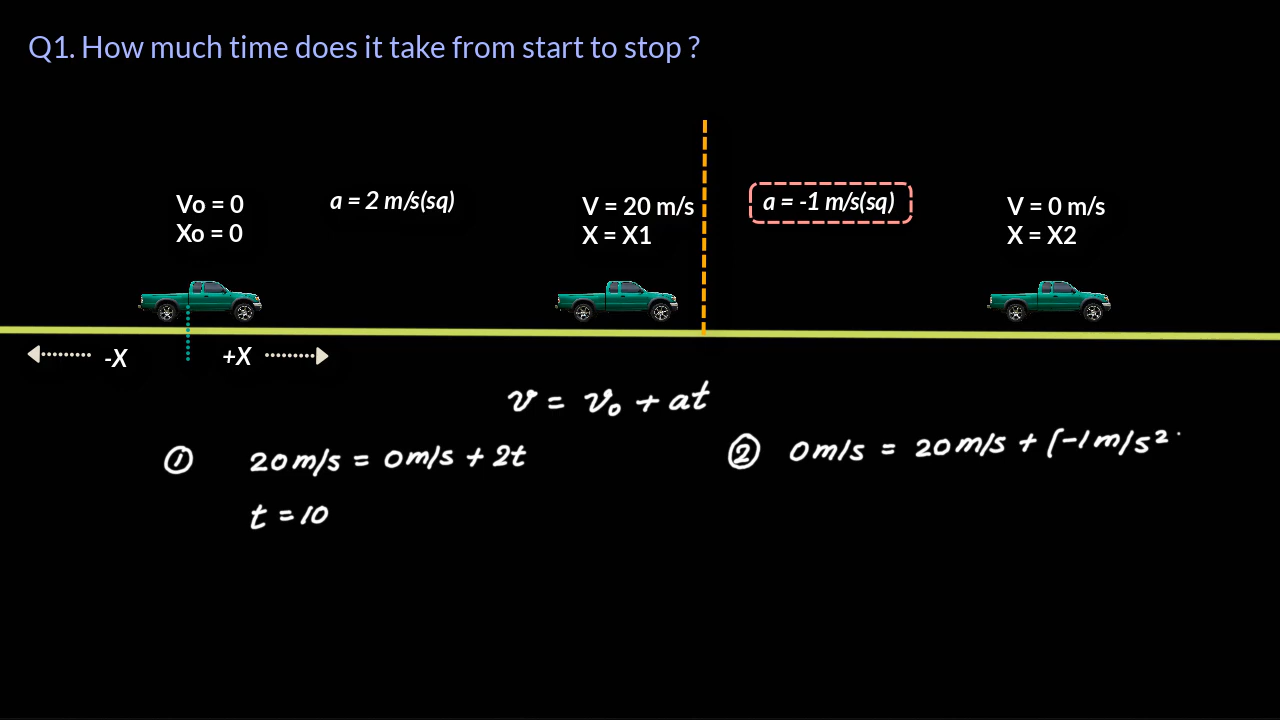 Q1. How much time does it take from start to stop ?
Vo = 0
Xo = 0
a = 2 m/s(sq)
V = 20 m/s
X = X1
a = -1 m/s(sq)
V = 0 m/s
X = X2
-X
+X
v = v₀ + at
① 20m/s = 0m/s + 2t
t = 10
② 0m/s = 20m/s + (-1m/s²